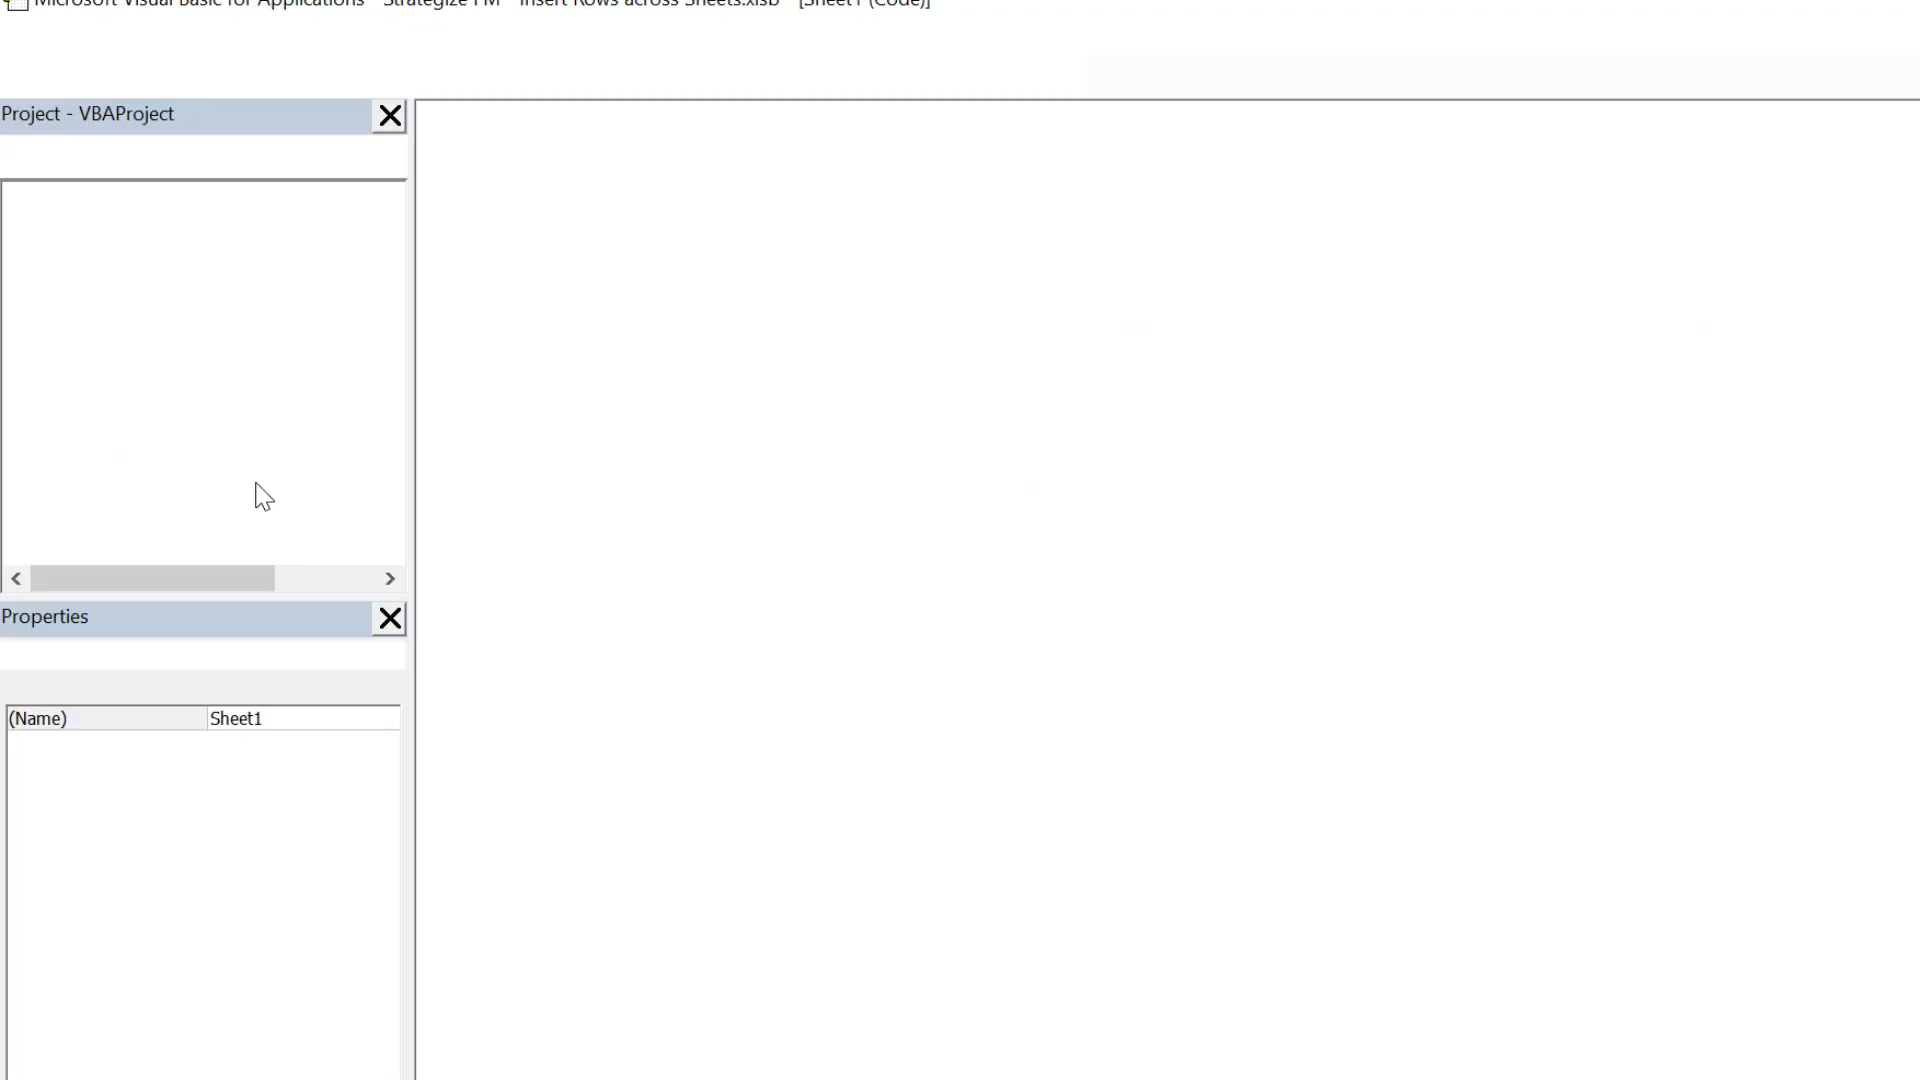 Microsoft Visual Basic for Applications - Strategize FM - Insert Rows across Sheets.xlsb - [Sheet1 (Code)]
Project - VBAProject
Properties
(Name) Sheet1